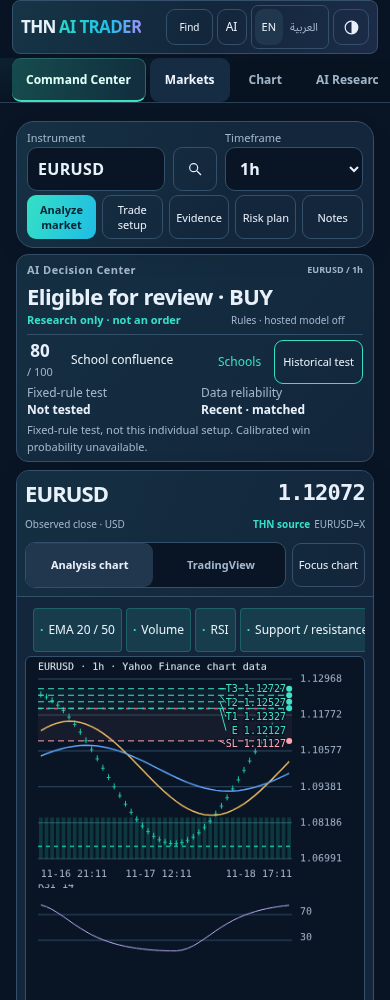 THN AI TRADER
Find
AI
EN
العربية
Command Center
Markets
Chart
AI Researc
Instrument
Timeframe
EURUSD
1h
Analyze market
Trade setup
Evidence
Risk plan
Notes
AI Decision Center
EURUSD / 1h
Eligible for review · BUY
Research only · not an order
Rules · hosted model off
80
/ 100
School confluence
Schools
Historical test
Fixed-rule test
Data reliability
Not tested
Recent · matched
Fixed-rule test, not this individual setup. Calibrated win
probability unavailable.
EURUSD
1.12072
Observed close · USD
THN source EURUSD=X
Analysis chart
TradingView
Focus chart
· EMA 20 / 50
· Volume
· RSI
· Support / resistance
EURUSD · 1h · Yahoo Finance chart data
1.12968
T3 1.12727
T2 1.12527
1.11772
T1 1.12327
E 1.12127
SL 1.11127
1.10577
1.09381
1.08186
1.06991
11-16 21:11
11-17 12:11
11-18 17:11
RSI 14
70
30